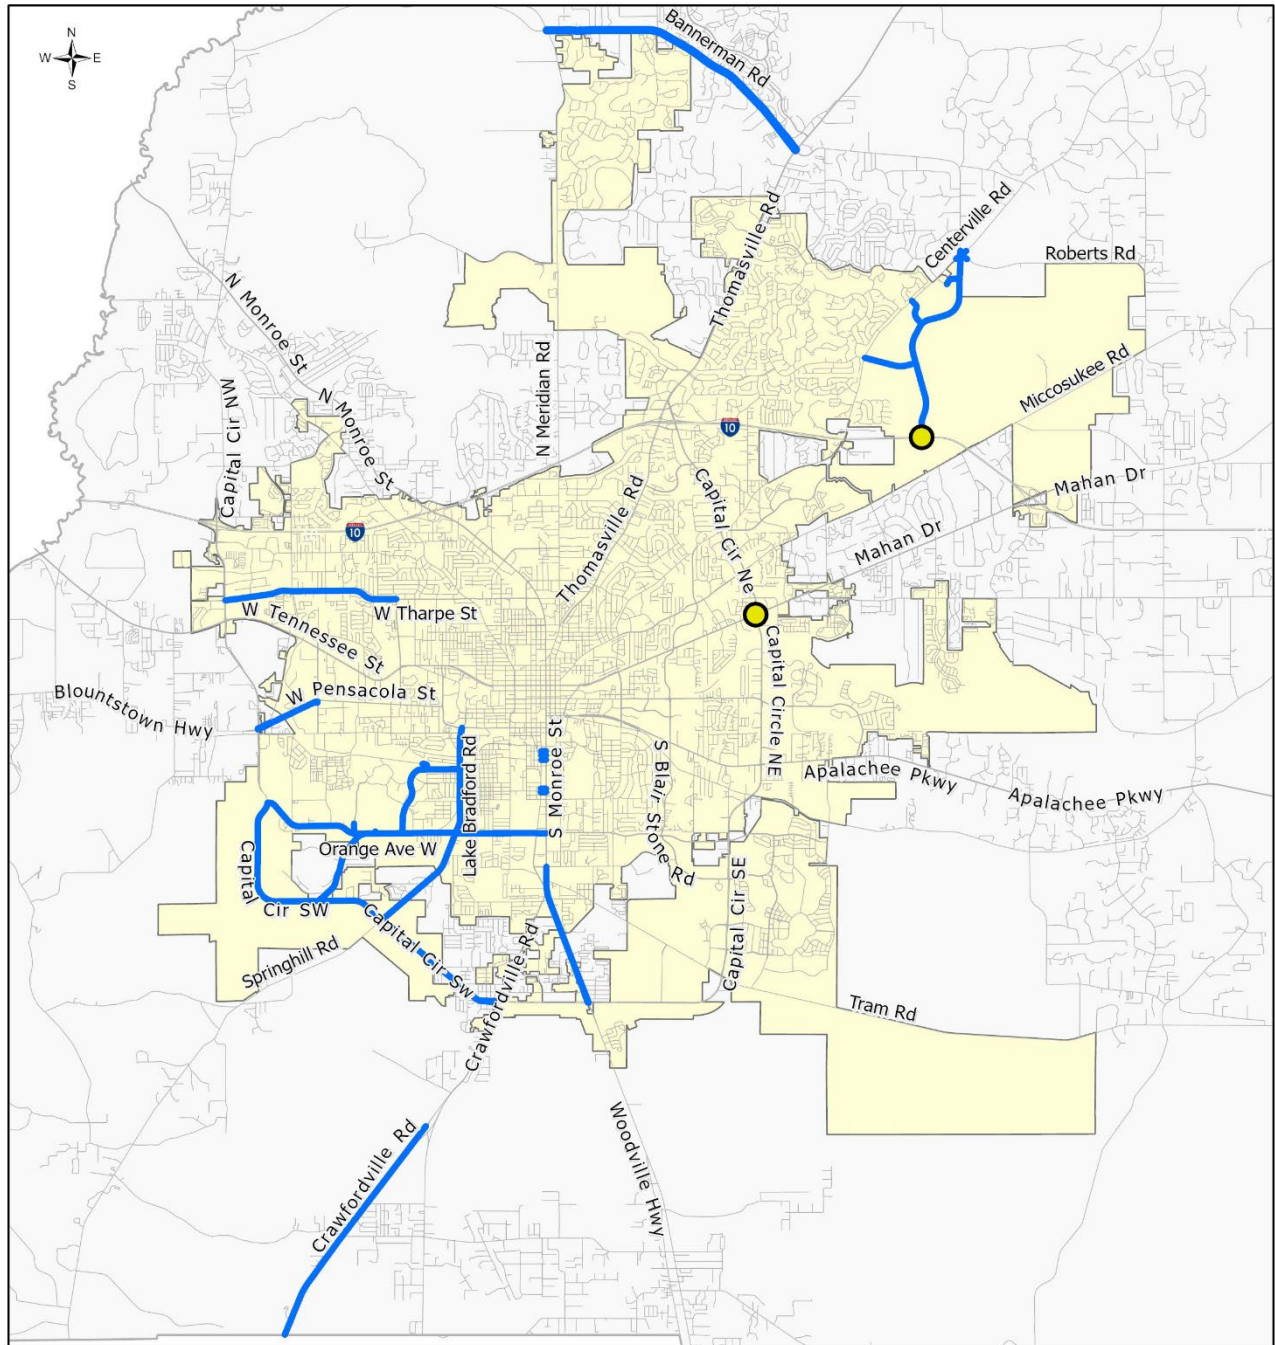 N
W E
S
Bannerman Rd
Centerville Rd
Roberts Rd
Thomasville Rd
N Monroe St
N Meridian Rd
Miccosukee Rd
Capital Cir NW
N Monroe St
10
Mahan Dr
Capital Cir Ne
Thomasville Rd
10
Mahan Dr
W Tharpe St
W Tennessee St
Capital Circle NE
W Pensacola St
Blountstown Hwy
Lake Bradford Rd
S Monroe St
S Blair Stone Rd
Apalachee Pkwy
Apalachee Pkwy
Orange Ave W
Capital
Cir SW
Capital Cir Sw
Capital Cir SE
Springhill Rd
Crawfordville Rd
Tram Rd
Crawfordville Rd
Woodville Hwy